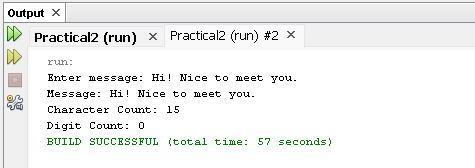 Output ×
Practical2 (run) × Practical2 (run) #2 ×
run:
Enter message: Hi! Nice to meet you.
Message: Hi! Nice to meet you.
Character Count: 15
Digit Count: 0
BUILD SUCCESSFUL (total time: 57 seconds)